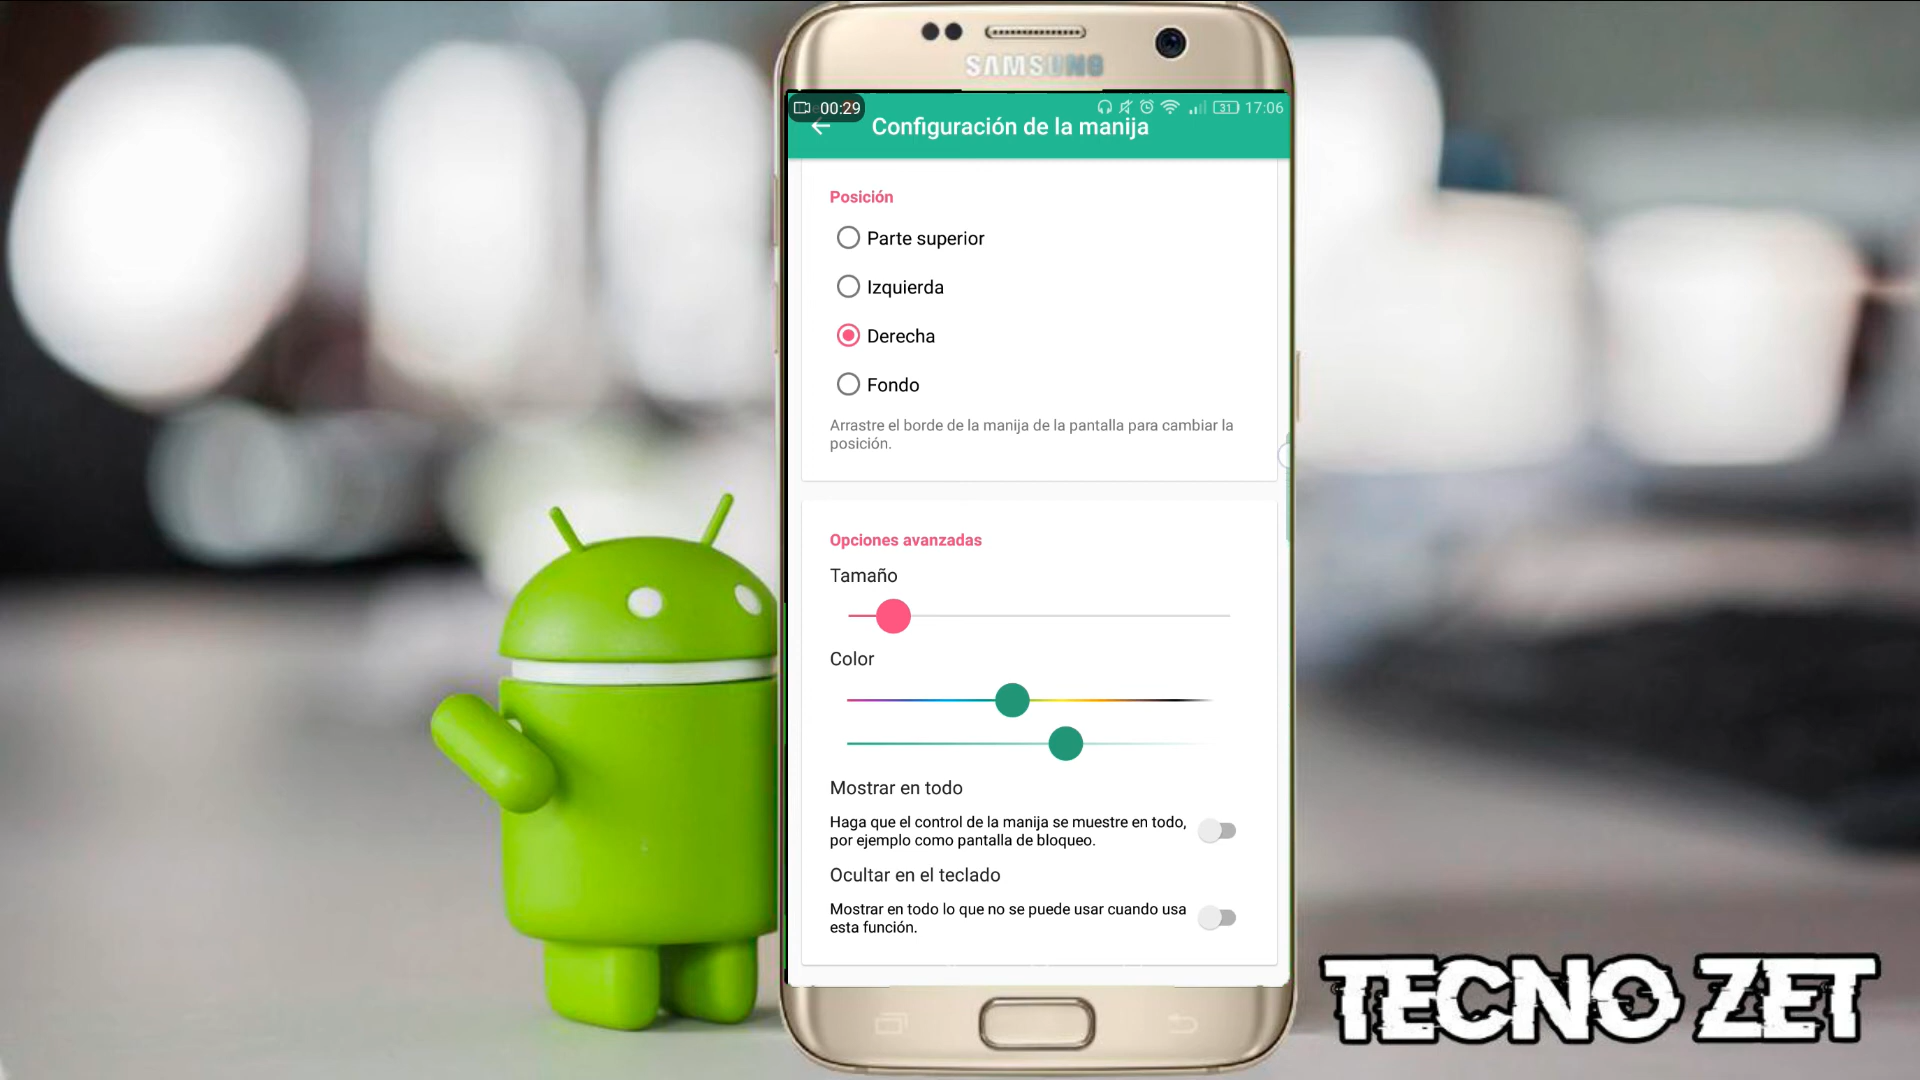 SAMSUNG
00:29
31 17:06
Configuración de la manija
Posición
Parte superior
Izquierda
Derecha
Fondo
Arrastre el borde de la manija de la pantalla para cambiar la
posición.
Opciones avanzadas
Tamaño
Color
Mostrar en todo
Haga que el control de la manija se muestre en todo,
por ejemplo como pantalla de bloqueo.
Ocultar en el teclado
Mostrar en todo lo que no se puede usar cuando usa
esta función.
TECNO ZET